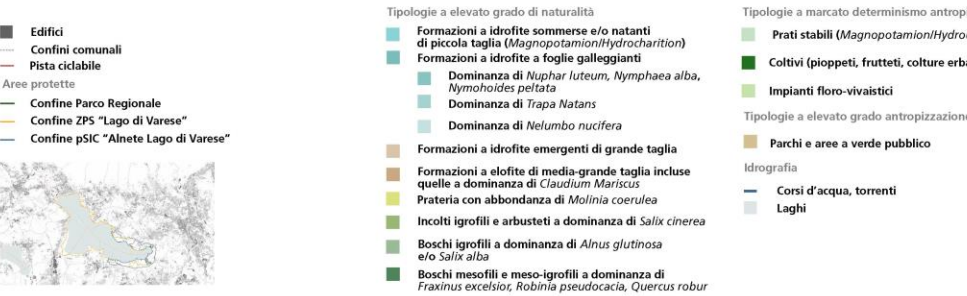 Edifici
Confini comunali
Pista ciclabile
Aree protette
Confine Parco Regionale
Confine ZPS "Lago di Varese"
Confine pSIC "Alnete Lago di Varese"
Tipologie a elevato grado di naturalità
Formazioni a idrofite sommerse e/o natanti
di piccola taglia (Magnopotamion/Hydrocharition)
Formazioni a idrofite a foglie galleggianti
Dominanza di Nuphar luteum, Nymphaea alba,
Nymohoides peltata
Dominanza di Trapa Natans
Dominanza di Nelumbo nucifera
Formazioni a idrofite emergenti di grande taglia
Formazioni a elofite di media-grande taglia incluse
quelle a dominanza di Claudium Mariscus
Prateria con abbondanza di Molinia coerulea
Incolti igrofili e arbusteti a dominanza di Salix cinerea
Boschi igrofili a dominanza di Alnus glutinosa
e/o Salix alba
Boschi mesofili e meso-igrofili a dominanza di
Fraxinus excelsior, Robinia pseudocacia, Quercus robur
Tipologie a marcato determinismo antropi
Prati stabili (Magnopotamion/Hydroc
Coltivi (pioppeti, frutteti, colture erba
Impianti floro-vivaistici
Tipologie a elevato grado antropizzazione
Parchi e aree a verde pubblico
Idrografia
Corsi d'acqua, torrenti
Laghi